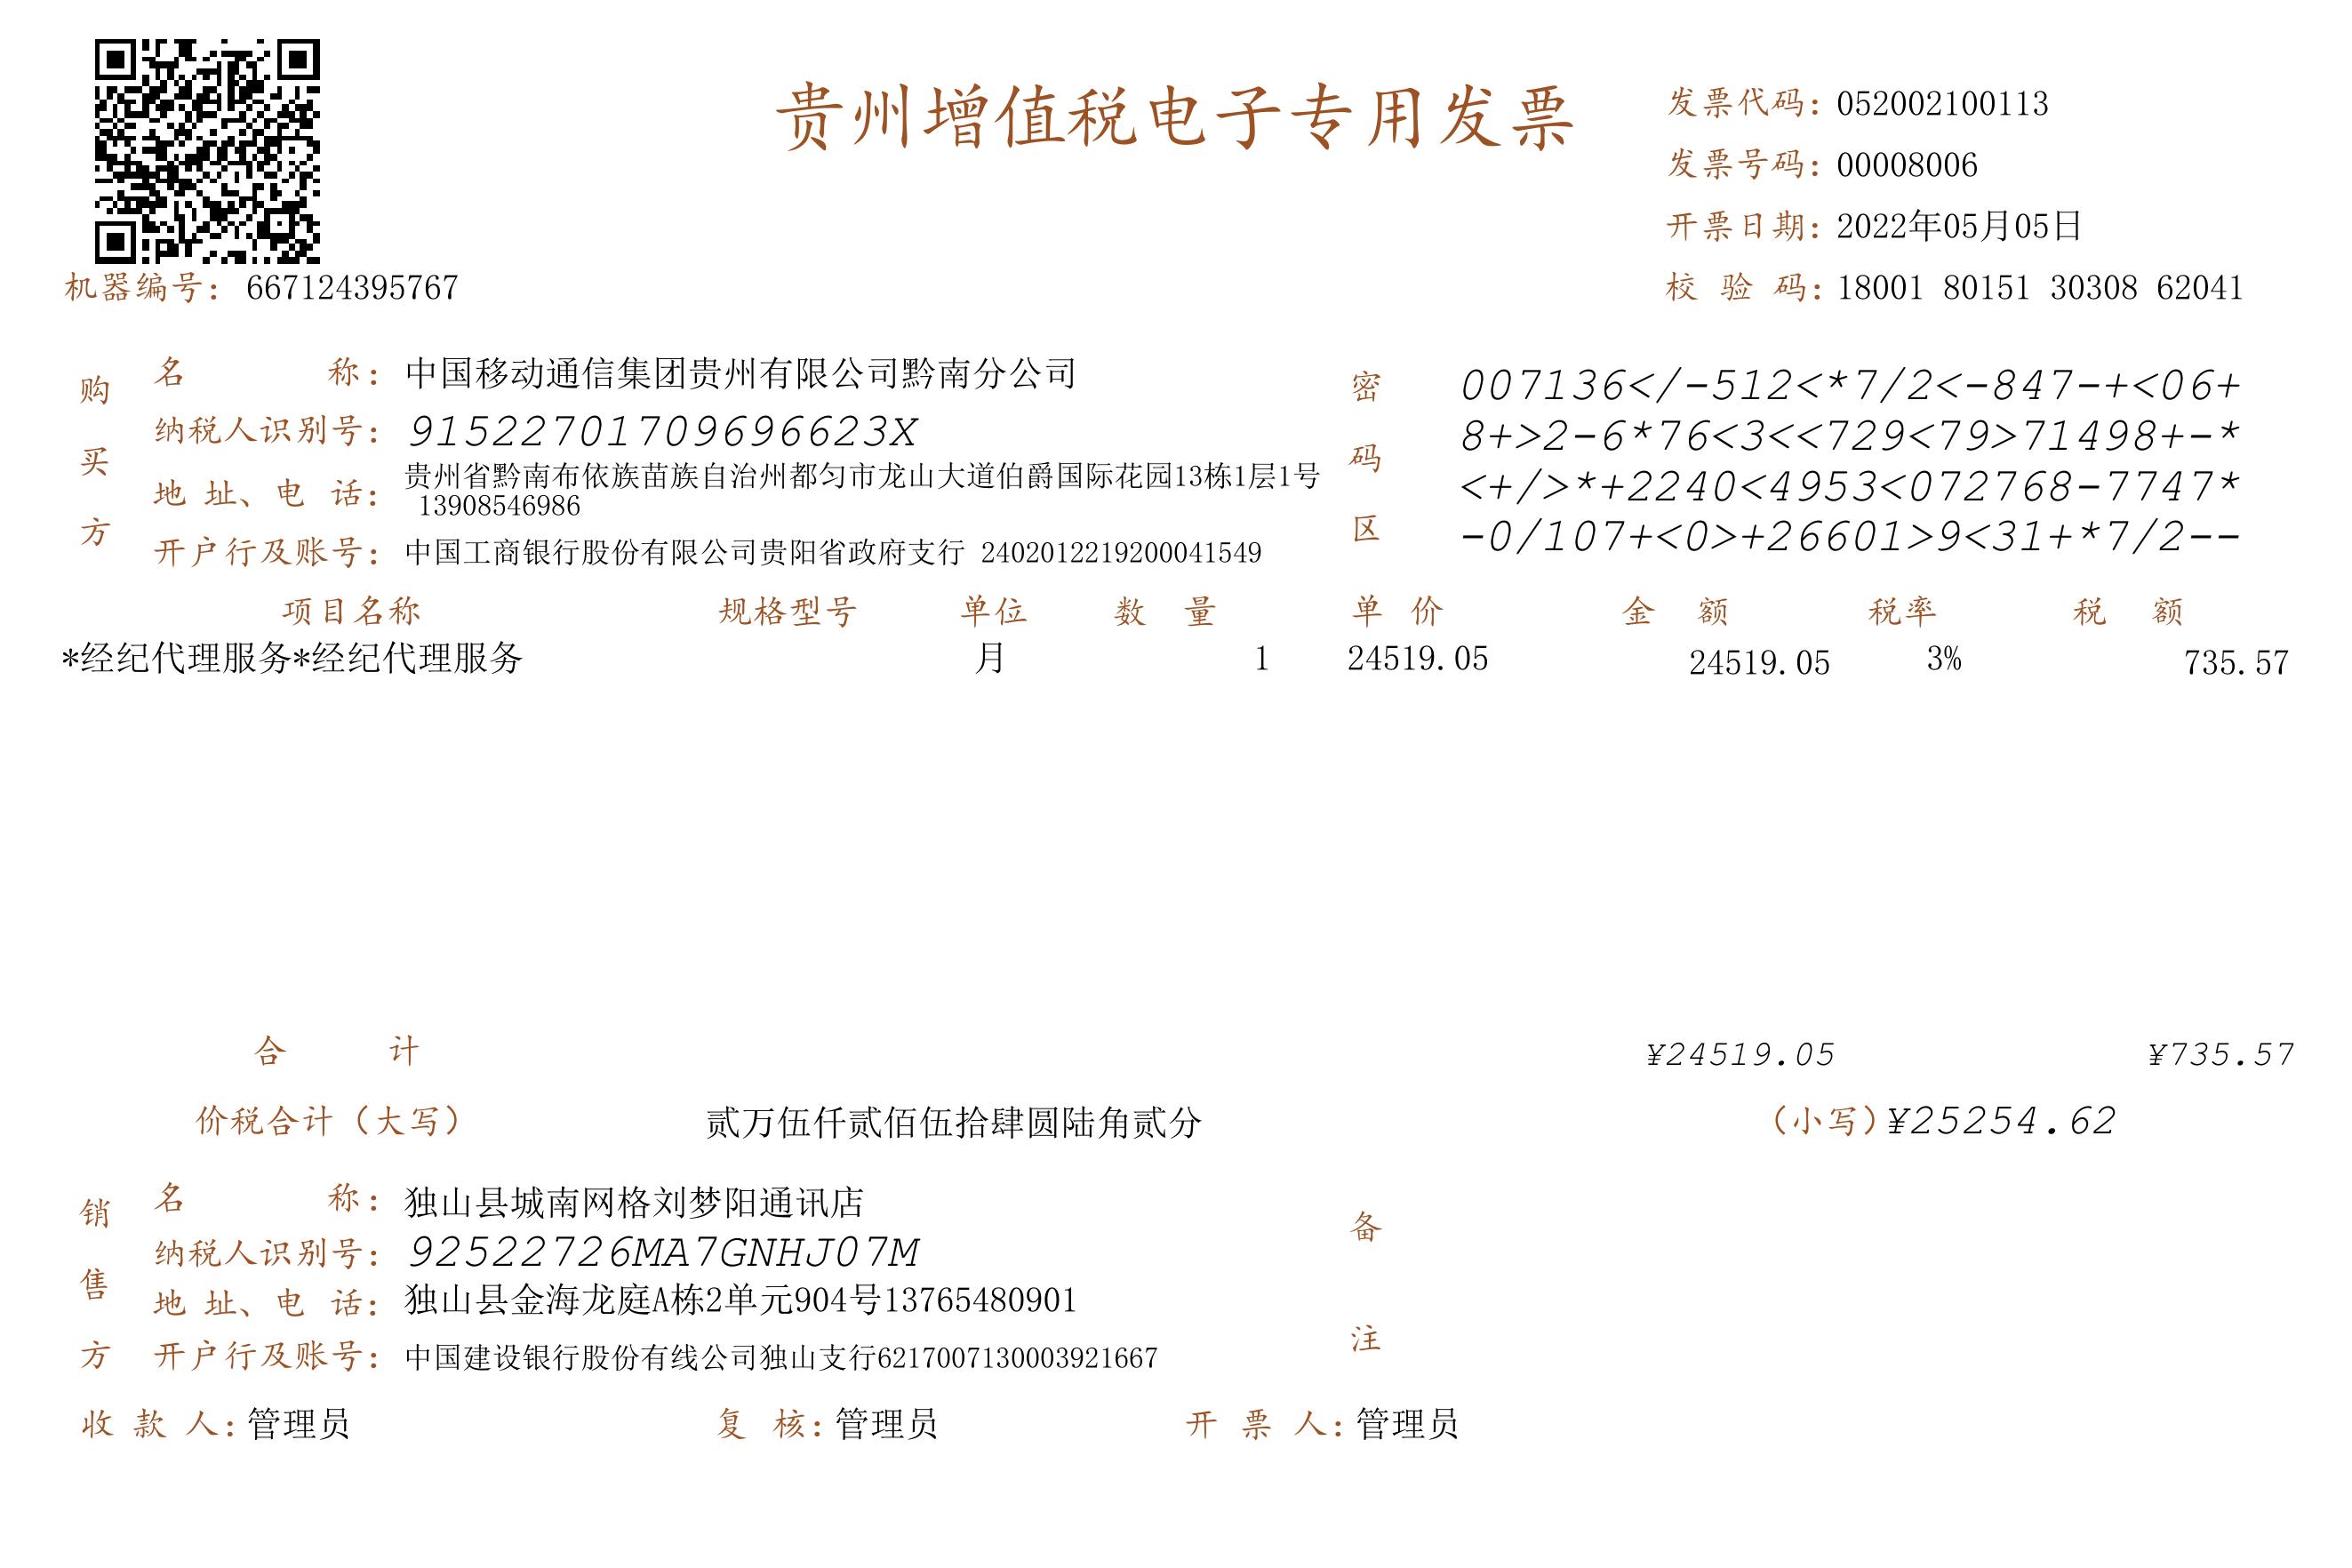 贵州增值税电子专用发票
发票代码：052002100113
发票号码：00008006
开票日期：2022年05月05日
机器编号：667124395767
校 验 码：18001 80151 30308 62041
购买方
名 称：中国移动通信集团贵州有限公司黔南分公司
纳税人识别号：91522701709696623X
地 址、电 话：贵州省黔南布依族苗族自治州都匀市龙山大道伯爵国际花园13栋1层1号
13908546986
开户行及账号：中国工商银行股份有限公司贵阳省政府支行 2402012219200041549
密码区
007136</-512<*7/2<-847-+<06+
8+>2-6*76<3<<729<79>71498+-*
<+/>*+2240<4953<072768-7747*
-0/107+<0>+26601>9<31+*7/2--
项目名称 规格型号 单位 数 量 单 价 金 额 税率 税 额
*经纪代理服务*经纪代理服务 月 1 24519.05 24519.05 3% 735.57
合 计 ¥24519.05 ¥735.57
价税合计（大写） 贰万伍仟贰佰伍拾肆圆陆角贰分 （小写）¥25254.62
销售方
名 称：独山县城南网格刘梦阳通讯店
纳税人识别号：92522726MA7GNHJ07M
地 址、电 话：独山县金海龙庭A栋2单元904号13765480901
开户行及账号：中国建设银行股份有线公司独山支行6217007130003921667
备注
收 款 人：管理员 复 核：管理员 开 票 人：管理员